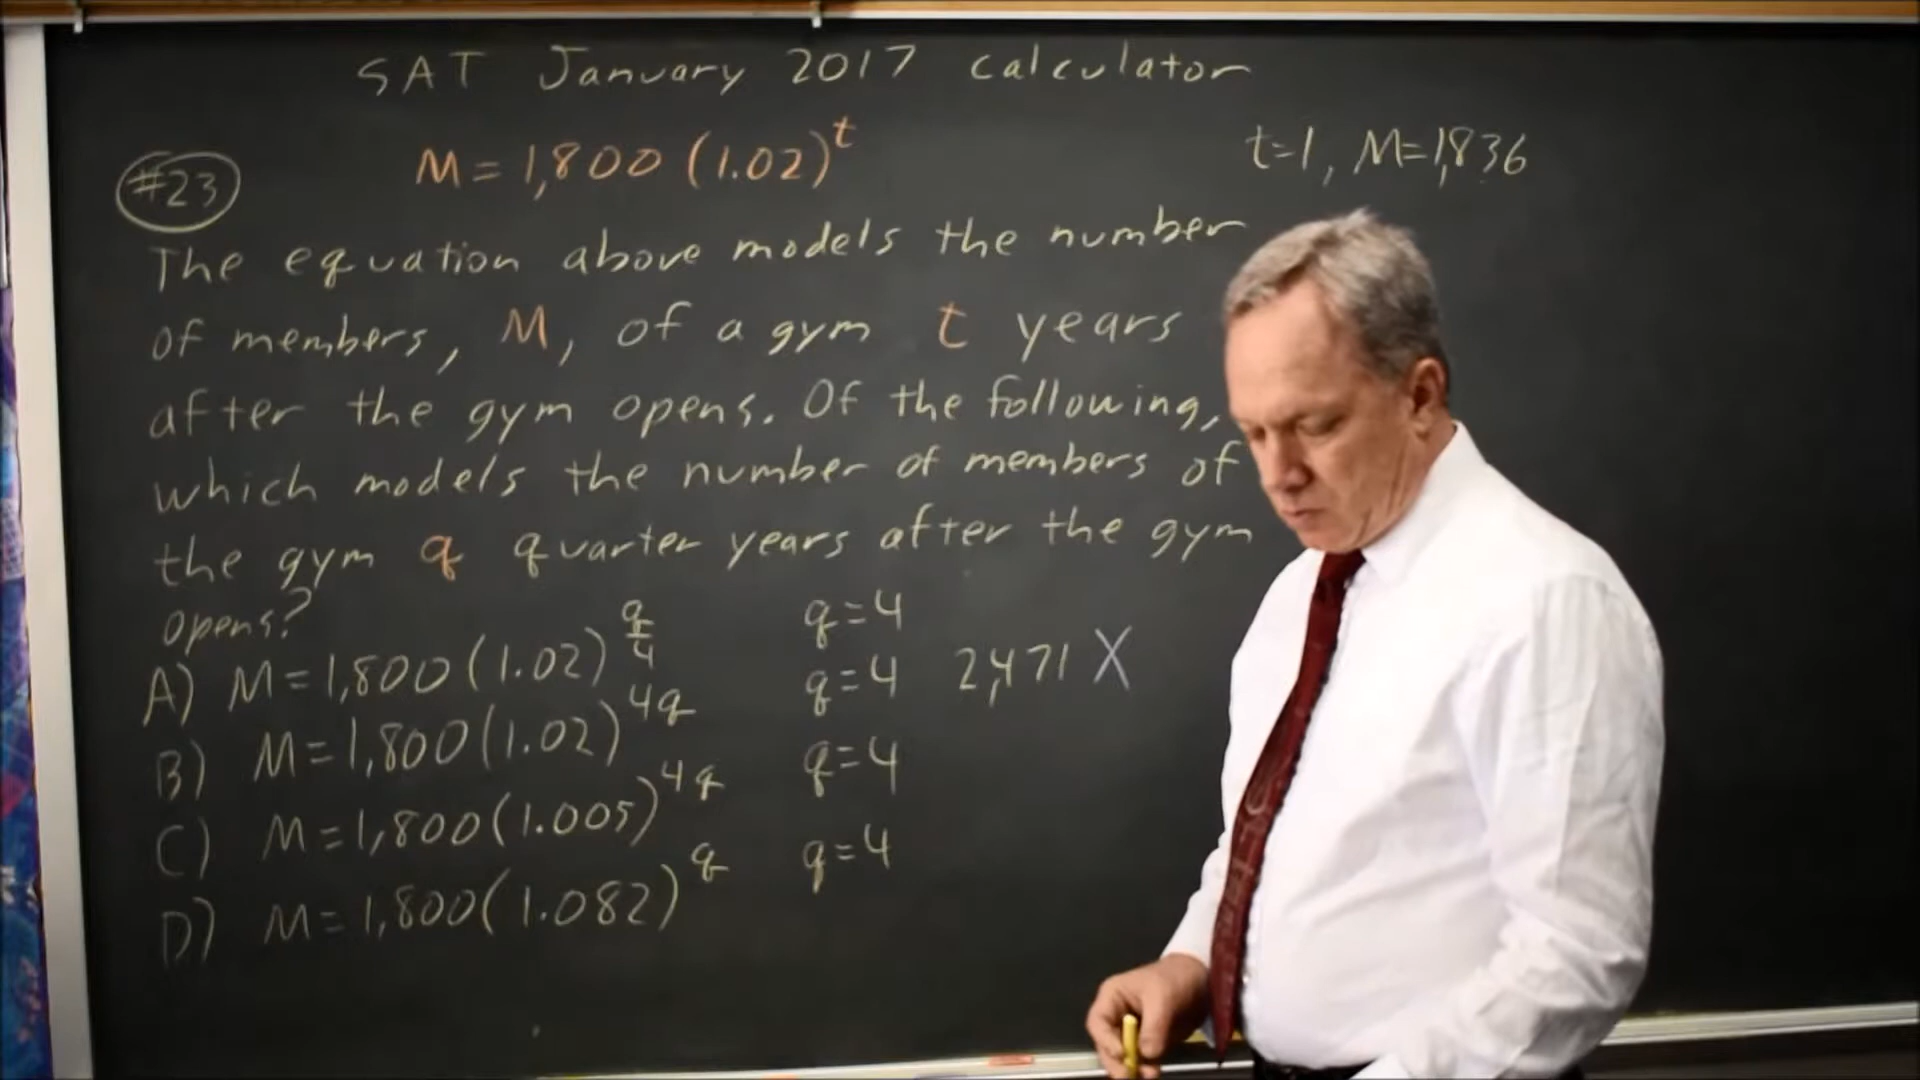 SAT January 2017 calculator
#23
M = 1,800 (1.02)^t
t=1, M=1,836
The equation above models the number
of members, M, of a gym t years
after the gym opens. Of the following,
which models the number of members of
the gym q quarter years after the gym
opens?
A) M = 1,800 (1.02)^(q/4) q=4
B) M = 1,800 (1.02)^4q q=4 2,471 X
C) M = 1,800 (1.005)^4q q=4
D) M = 1,800 (1.082)^q q=4